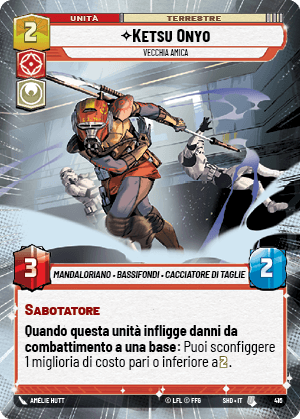 UNITÀ
TERRESTRE
2
KETSU ONYO
VECCHIA AMICA
3
MANDALORIANO • BASSIFONDI • CACCIATORE DI TAGLIE
2
SABOTATORE
Quando questa unità infligge danni da
combattimento a una base: Puoi sconfiggere
1 miglioria di costo pari o inferiore a 2.
AMÉLIE HUTT
© LFL © FFG
SHD • IT
416